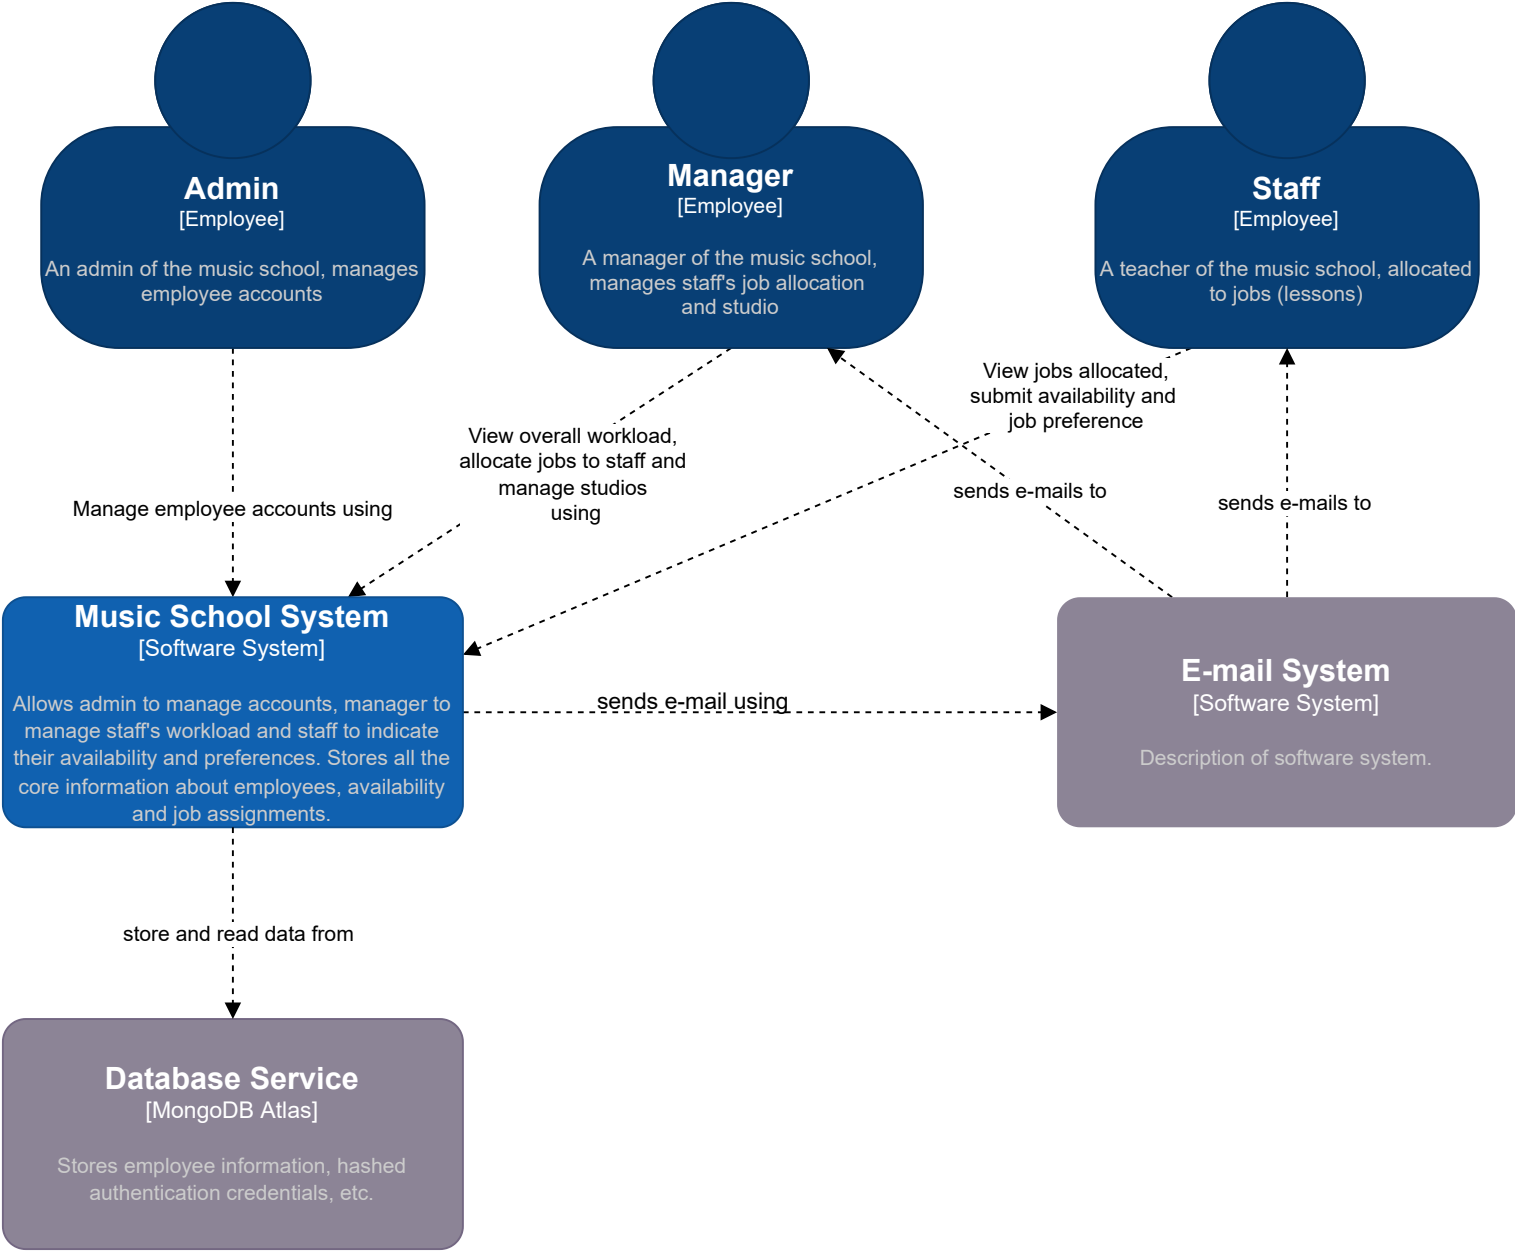 Admin
[Employee]
An admin of the music school, manages
employee accounts
Manager
[Employee]
A manager of the music school,
manages staff's job allocation
and studio
Staff
[Employee]
A teacher of the music school, allocated
to jobs (lessons)
View jobs allocated,
submit availability and
job preference
View overall workload,
allocate jobs to staff and
manage studios
using
Manage employee accounts using
sends e-mails to
sends e-mails to
Music School System
[Software System]
Allows admin to manage accounts, manager to
manage staff's workload and staff to indicate
their availability and preferences. Stores all the
core information about employees, availability
and job assignments.
sends e-mail using
E-mail System
[Software System]
Description of software system.
store and read data from
Database Service
[MongoDB Atlas]
Stores employee information, hashed
authentication credentials, etc.